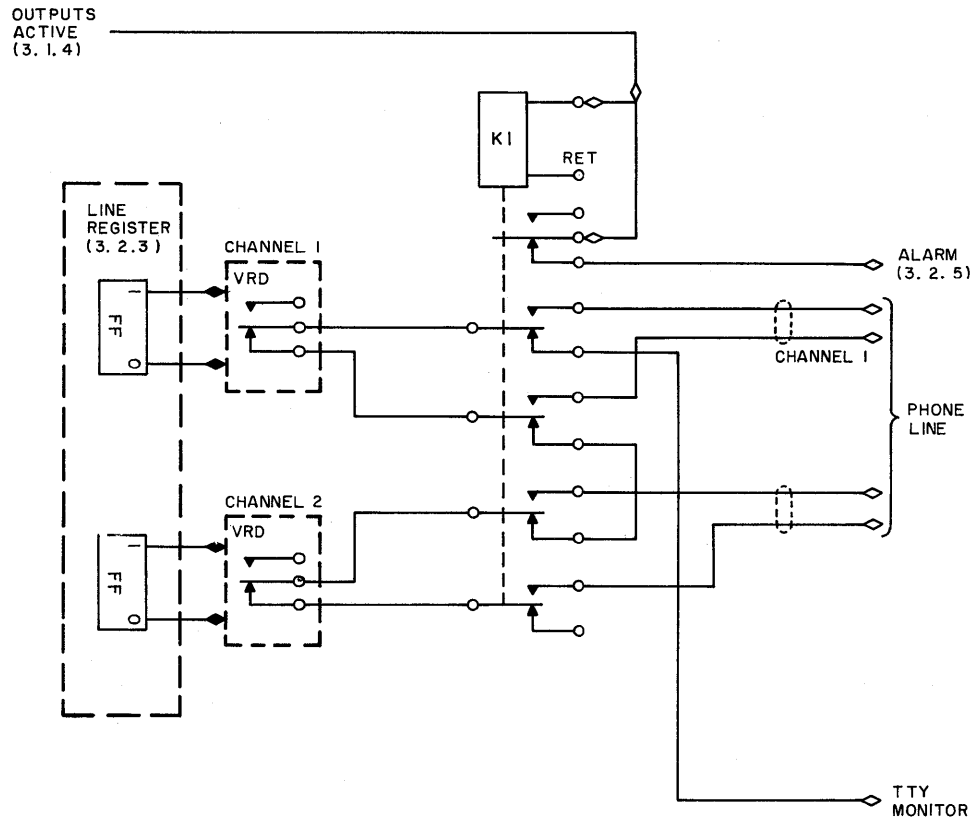 OUTPUTS
ACTIVE
(3.1.4)
K1
RET
LINE
REGISTER
(3.2.3)
CHANNEL 1
VRD
ALARM
(3.2.5)
1
FF
0
CHANNEL 1
PHONE
LINE
CHANNEL 2
VRD
1
FF
0
TTY
MONITOR